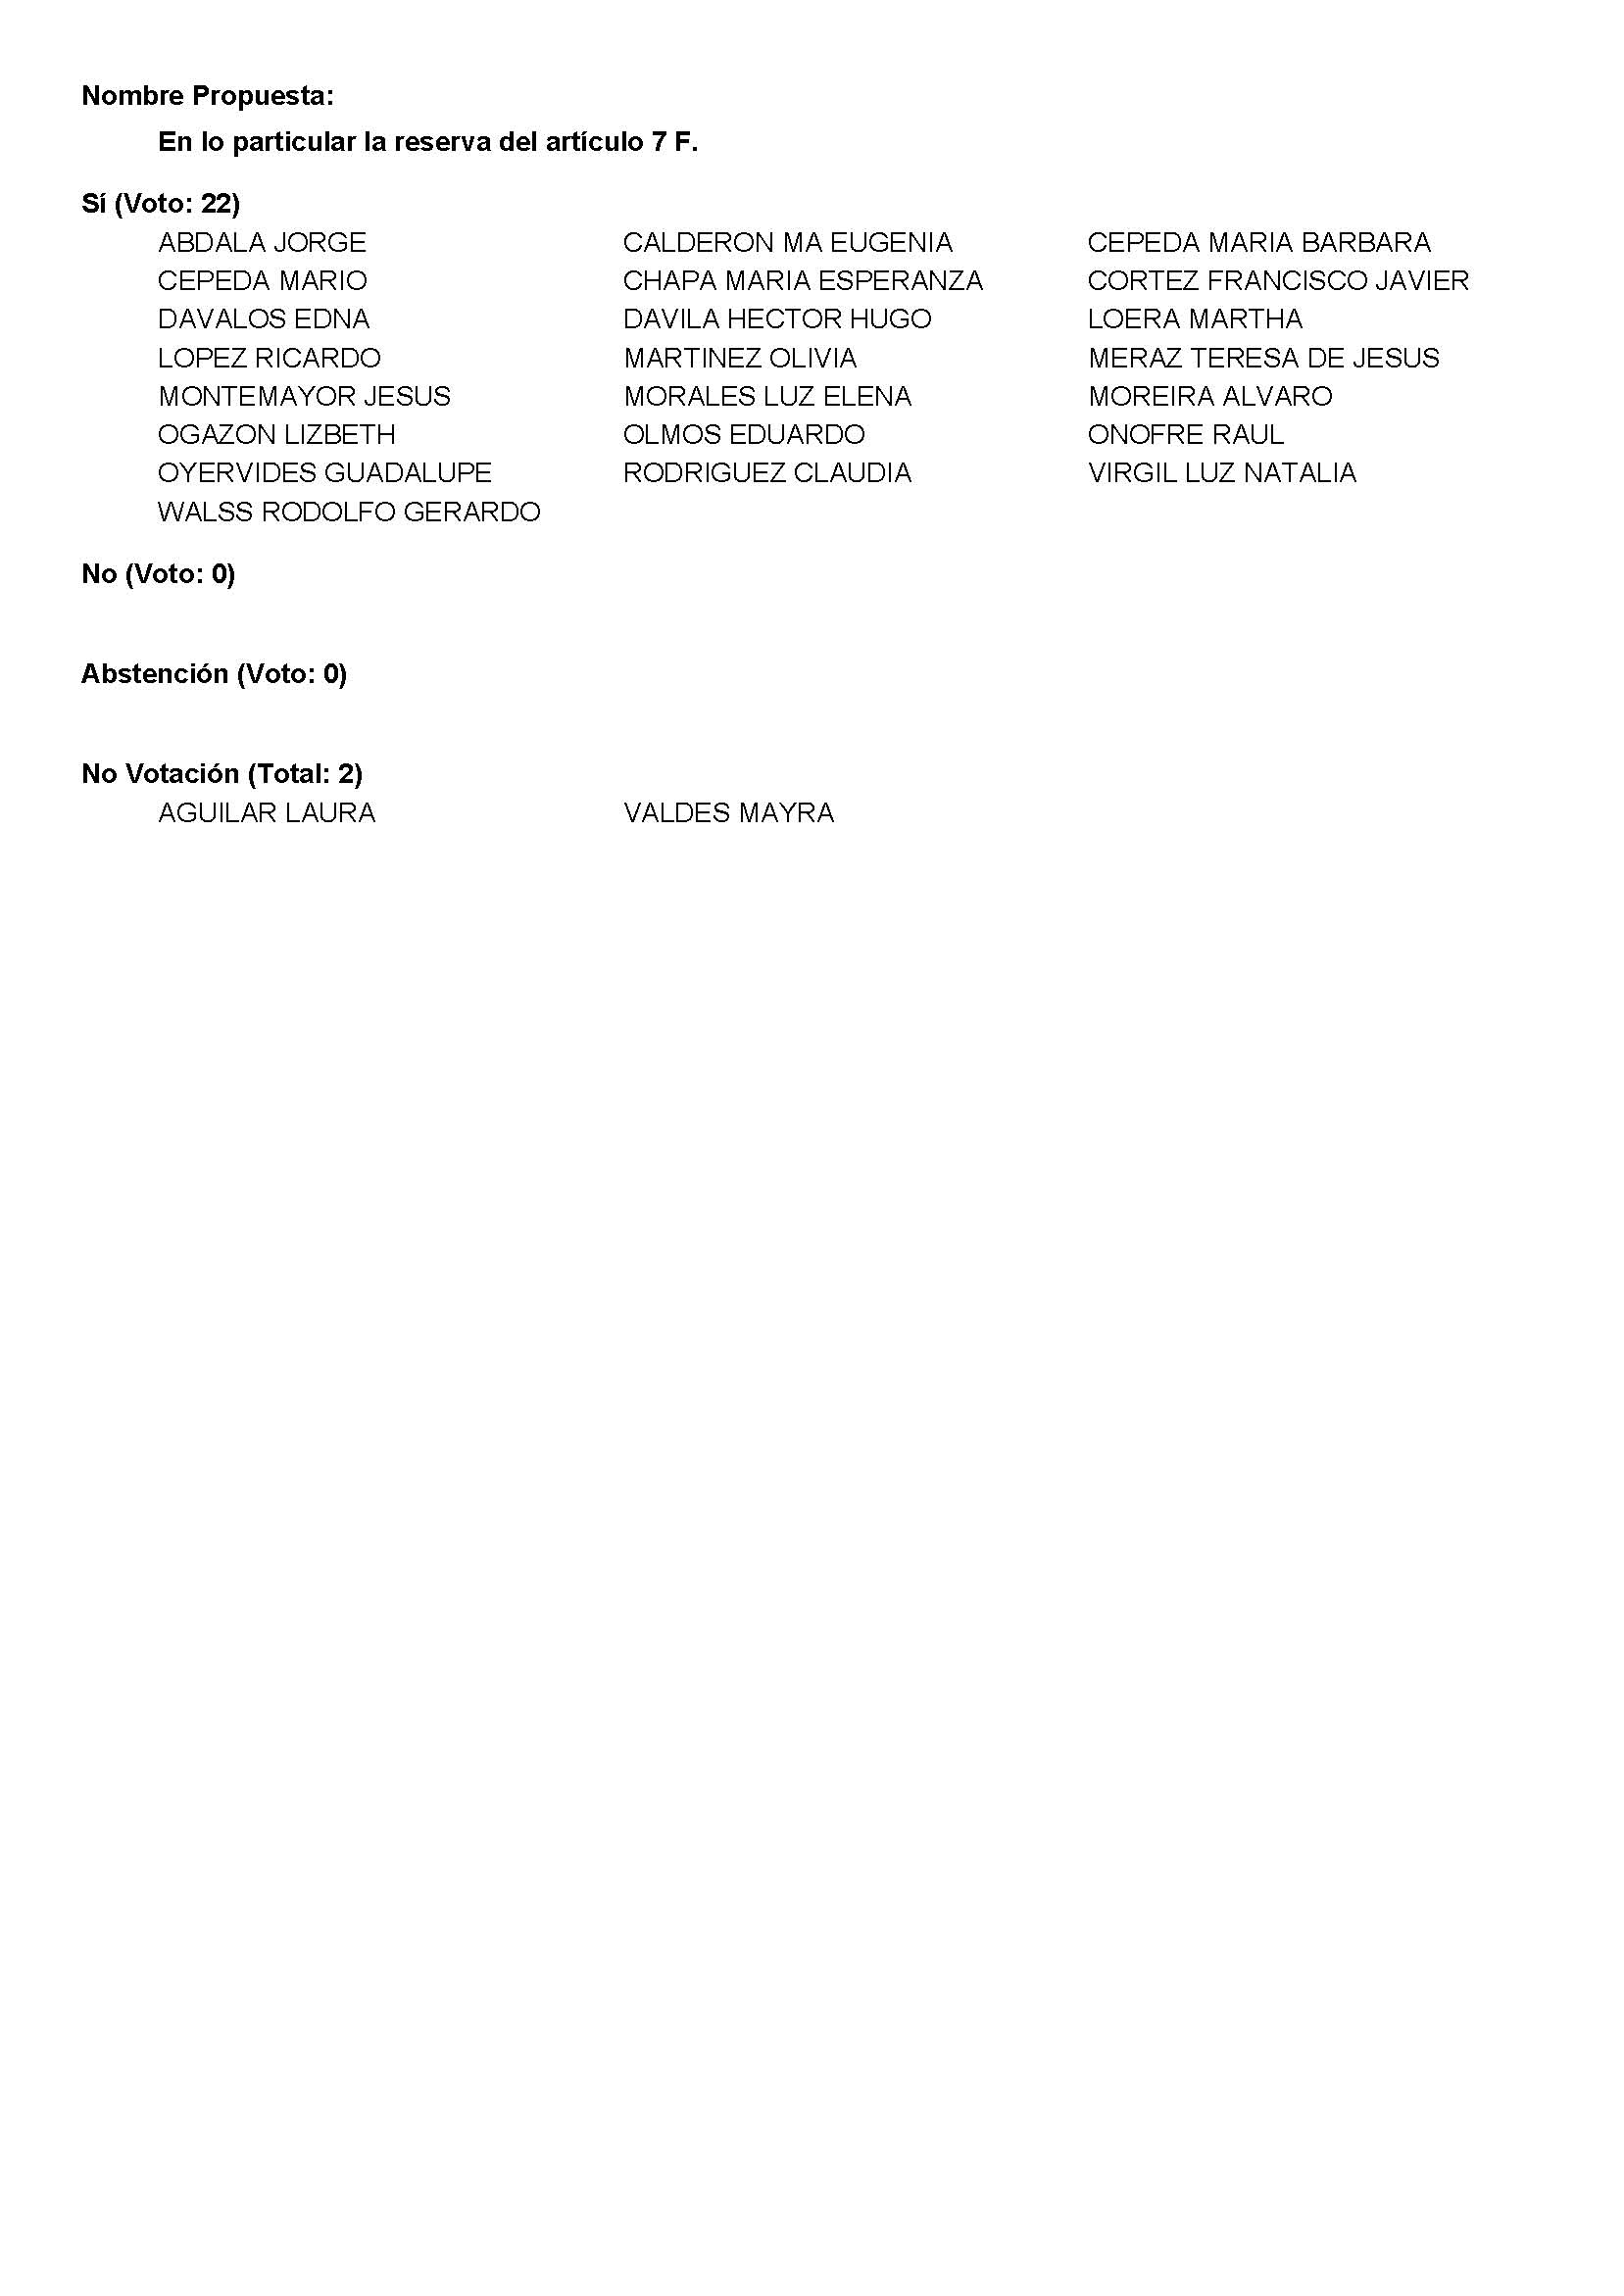 Nombre Propuesta:
En lo particular la reserva del artículo 7 F.
Sí (Voto: 22)
ABDALA JORGE CALDERON MA EUGENIA CEPEDA MARIA BARBARA
CEPEDA MARIO CHAPA MARIA ESPERANZA CORTEZ FRANCISCO JAVIER
DAVALOS EDNA DAVILA HECTOR HUGO LOERA MARTHA
LOPEZ RICARDO MARTINEZ OLIVIA MERAZ TERESA DE JESUS
MONTEMAYOR JESUS MORALES LUZ ELENA MOREIRA ALVARO
OGAZON LIZBETH OLMOS EDUARDO ONOFRE RAUL
OYERVIDES GUADALUPE RODRIGUEZ CLAUDIA VIRGIL LUZ NATALIA
WALSS RODOLFO GERARDO
No (Voto: 0)
Abstención (Voto: 0)
No Votación (Total: 2)
AGUILAR LAURA VALDES MAYRA